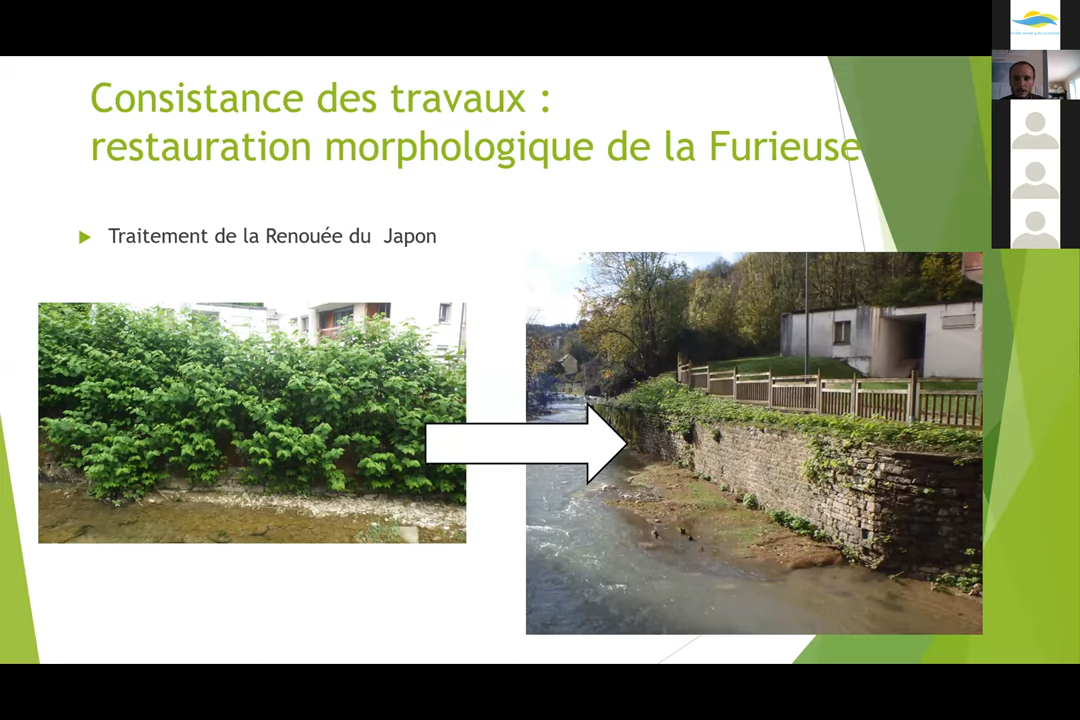 Consistance des travaux :
restauration morphologique de la Furieuse
Traitement de la Renouée du Japon